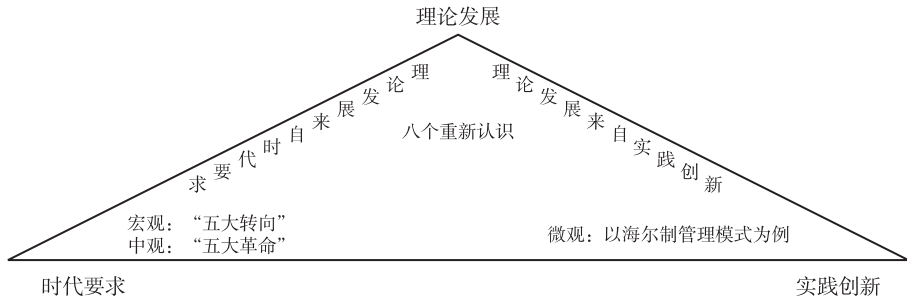 理论发展
理论发展来自时代要求
理论发展来自实践创新
八个重新认识
宏观：“五大转向”
中观：“五大革命”
微观：以海尔制管理模式为例
时代要求
实践创新